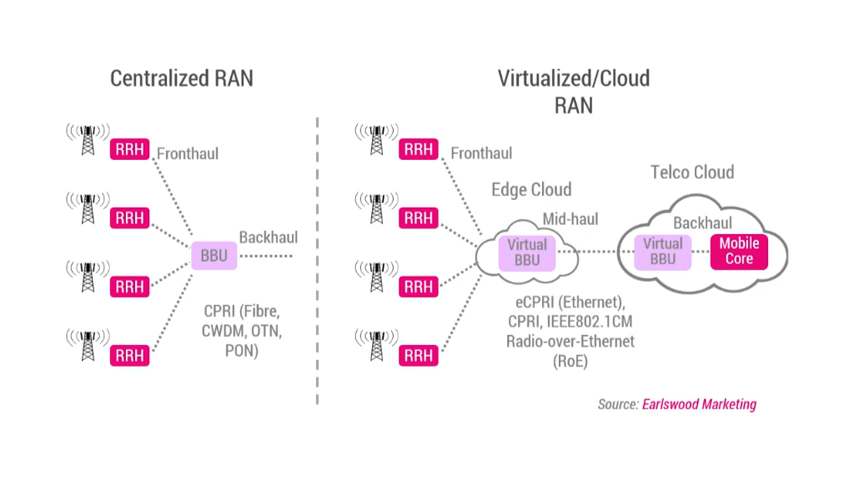 Centralized RAN
RRH
Fronthaul
RRH
BBU
Backhaul
RRH
CPRI (Fibre,
CWDM, OTN,
PON)
RRH
Virtualized/Cloud
RAN
RRH
Fronthaul
Edge Cloud
Telco Cloud
RRH
Mid-haul
Backhaul
Virtual
BBU
Virtual
BBU
Mobile
Core
RRH
eCPRI (Ethernet),
CPRI, IEEE802.1CM
Radio-over-Ethernet
(RoE)
RRH
Source: Earlswood Marketing